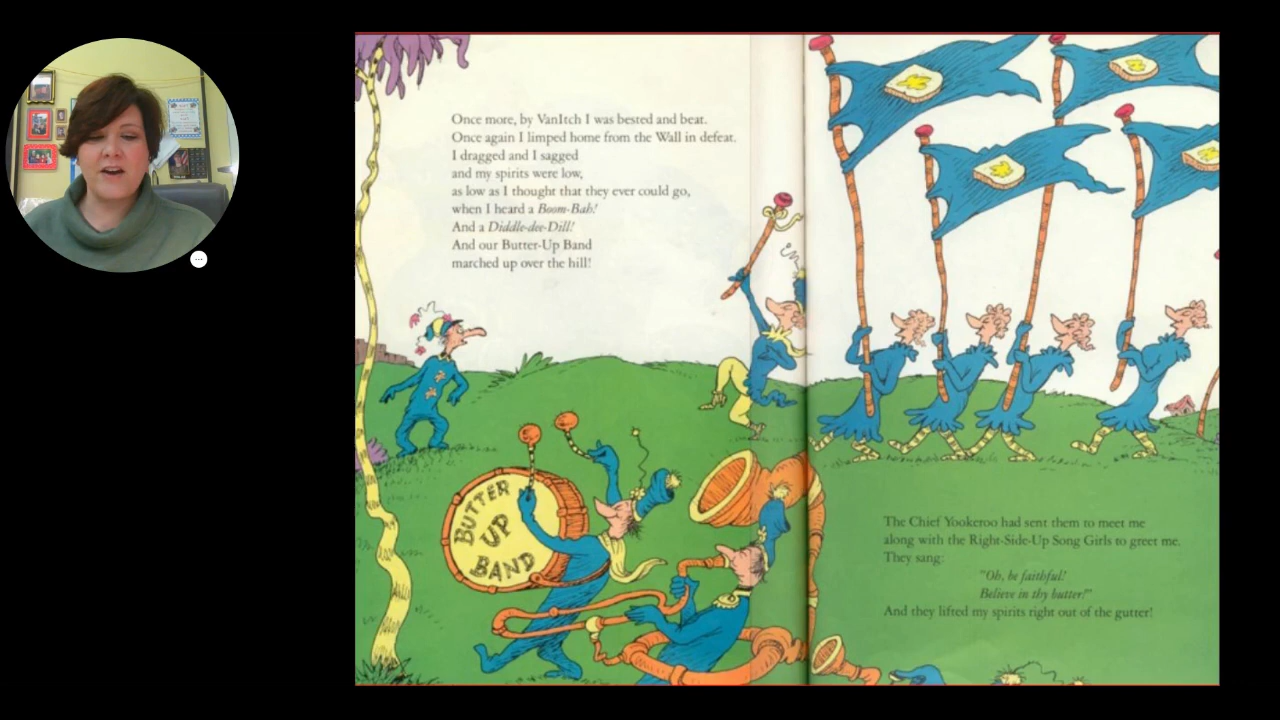 Once more, by VanItch I was bested and beat.
Once again I limped home from the Wall in defeat.
I dragged and I sagged
and my spirits were low,
as low as I thought that they ever could go,
when I heard a Boom-Bah!
And a Diddle-dee-Dill!
And our Butter-Up Band
marched up over the hill!
BUTTER
UP
BAND
The Chief Yookeroo had sent them to meet me
along with the Right-Side-Up Song Girls to greet me.
They sang:
"Oh, be faithful!
Believe in thy butter!"
And they lifted my spirits right out of the gutter!